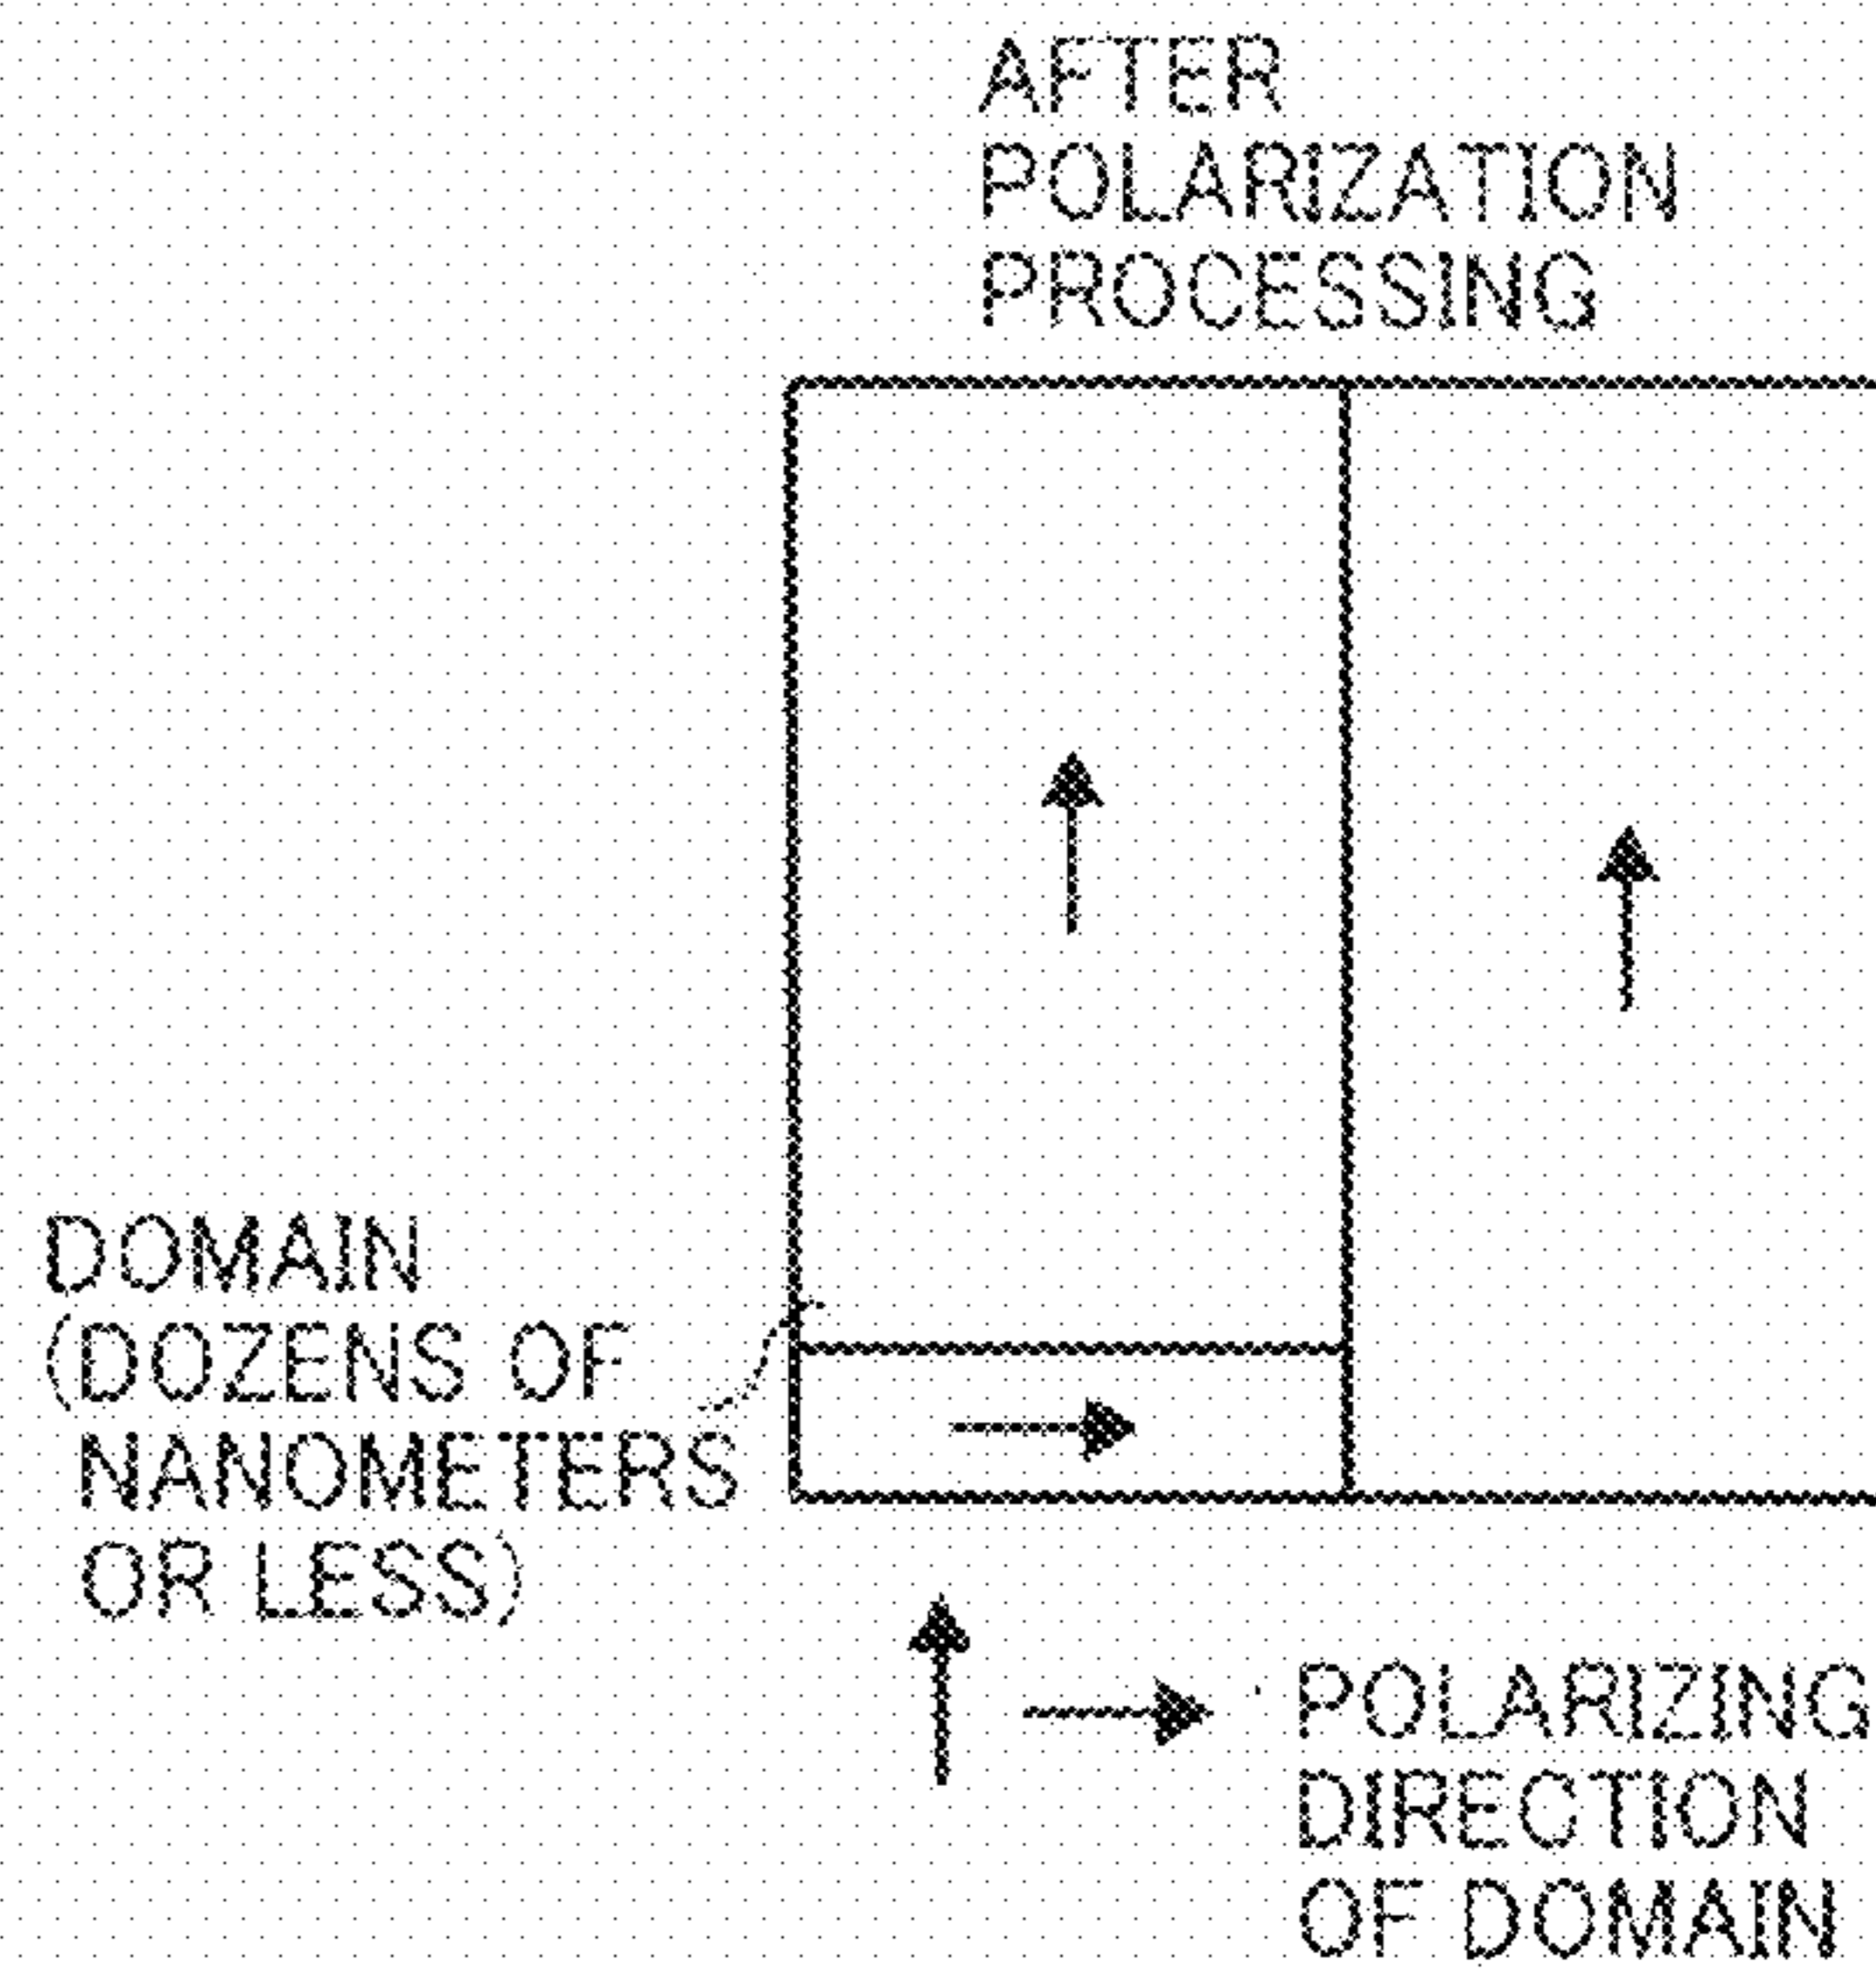 AFTER
POLARIZATION
PROCESSING
DOMAIN
(DOZENS OF
NANOMETERS
OR LESS)
POLARIZING
DIRECTION
OF DOMAIN